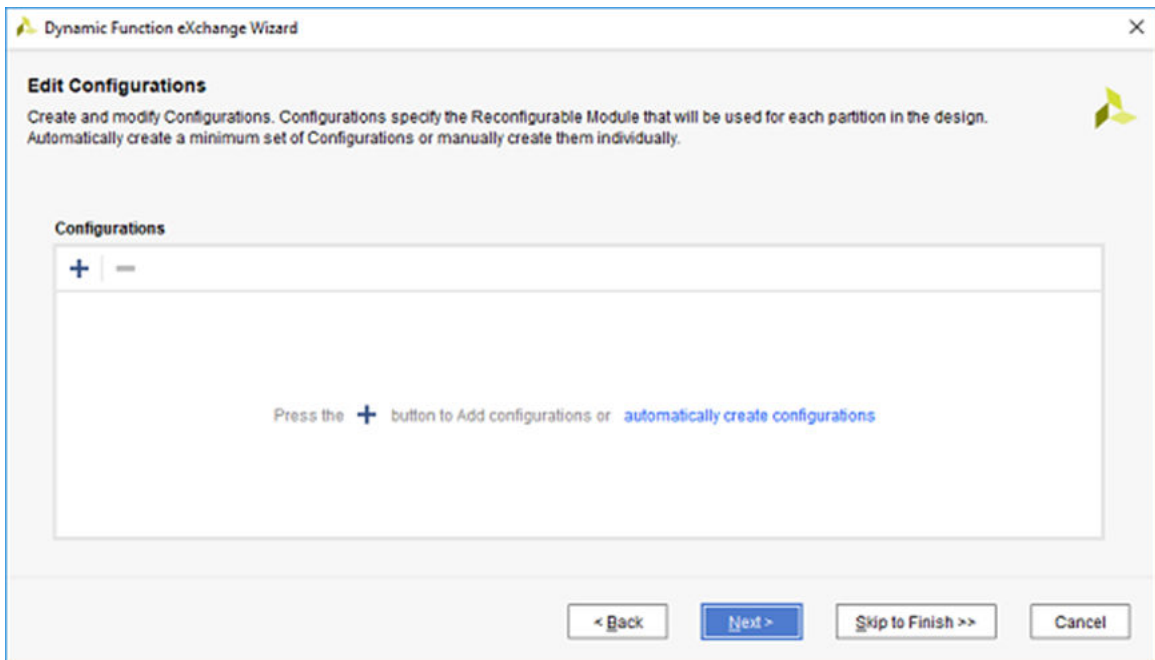 Dynamic Function eXchange Wizard
Edit Configurations
Create and modify Configurations. Configurations specify the Reconfigurable Module that will be used for each partition in the design.
Automatically create a minimum set of Configurations or manually create them individually.
Configurations
Press the + button to Add configurations or automatically create configurations
< Back Next > Skip to Finish >> Cancel